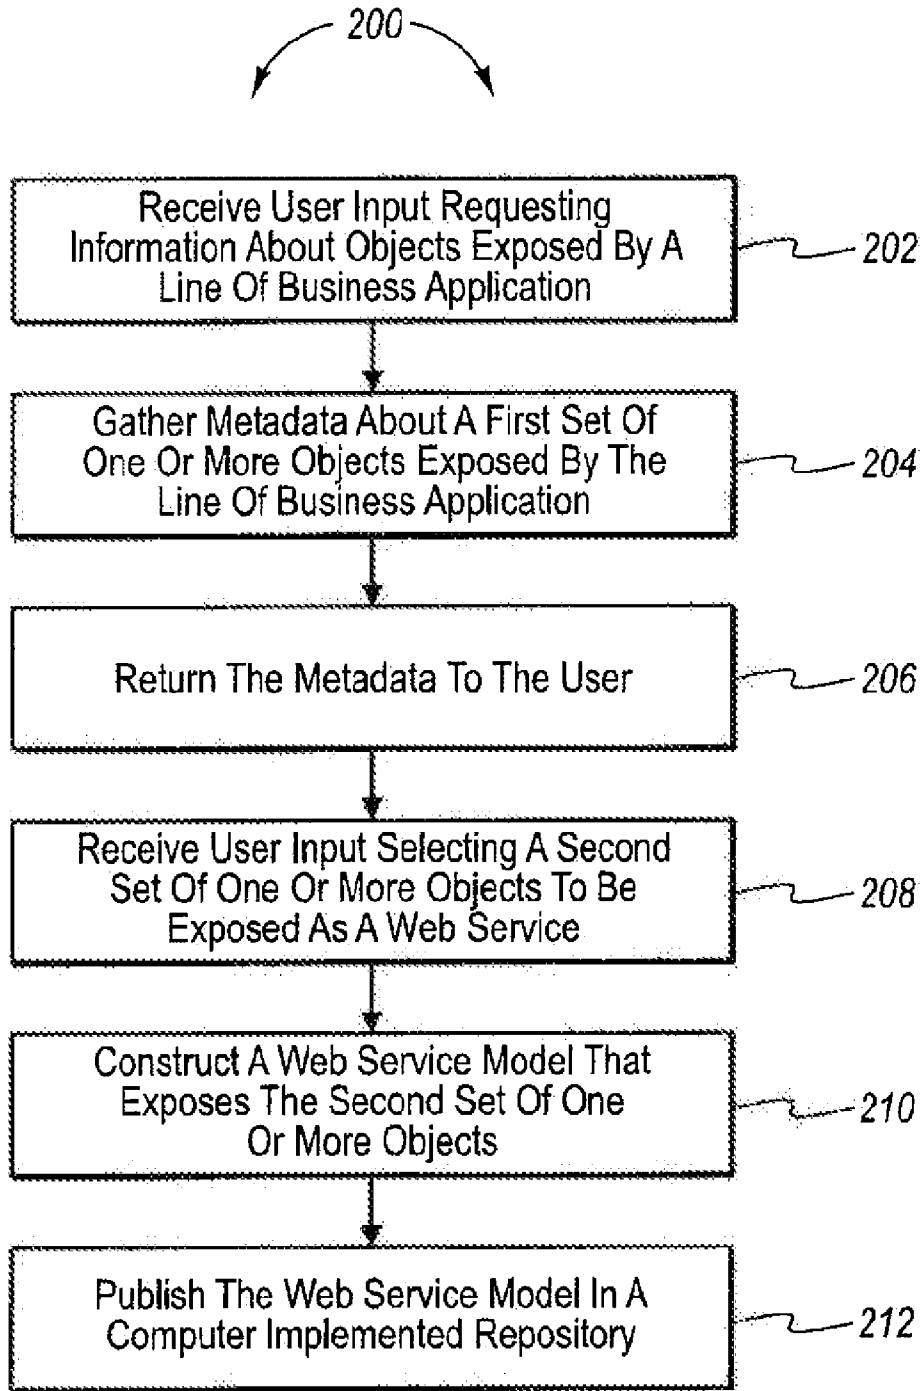 200
Receive User Input Requesting
Information About Objects Exposed By A
Line Of Business Application
202
Gather Metadata About A First Set Of
One Or More Objects Exposed By The
Line Of Business Application
204
Return The Metadata To The User
206
Receive User Input Selecting A Second
Set Of One Or More Objects To Be
Exposed As A Web Service
208
Construct A Web Service Model That
Exposes The Second Set Of One
Or More Objects
210
Publish The Web Service Model In A
Computer Implemented Repository
212